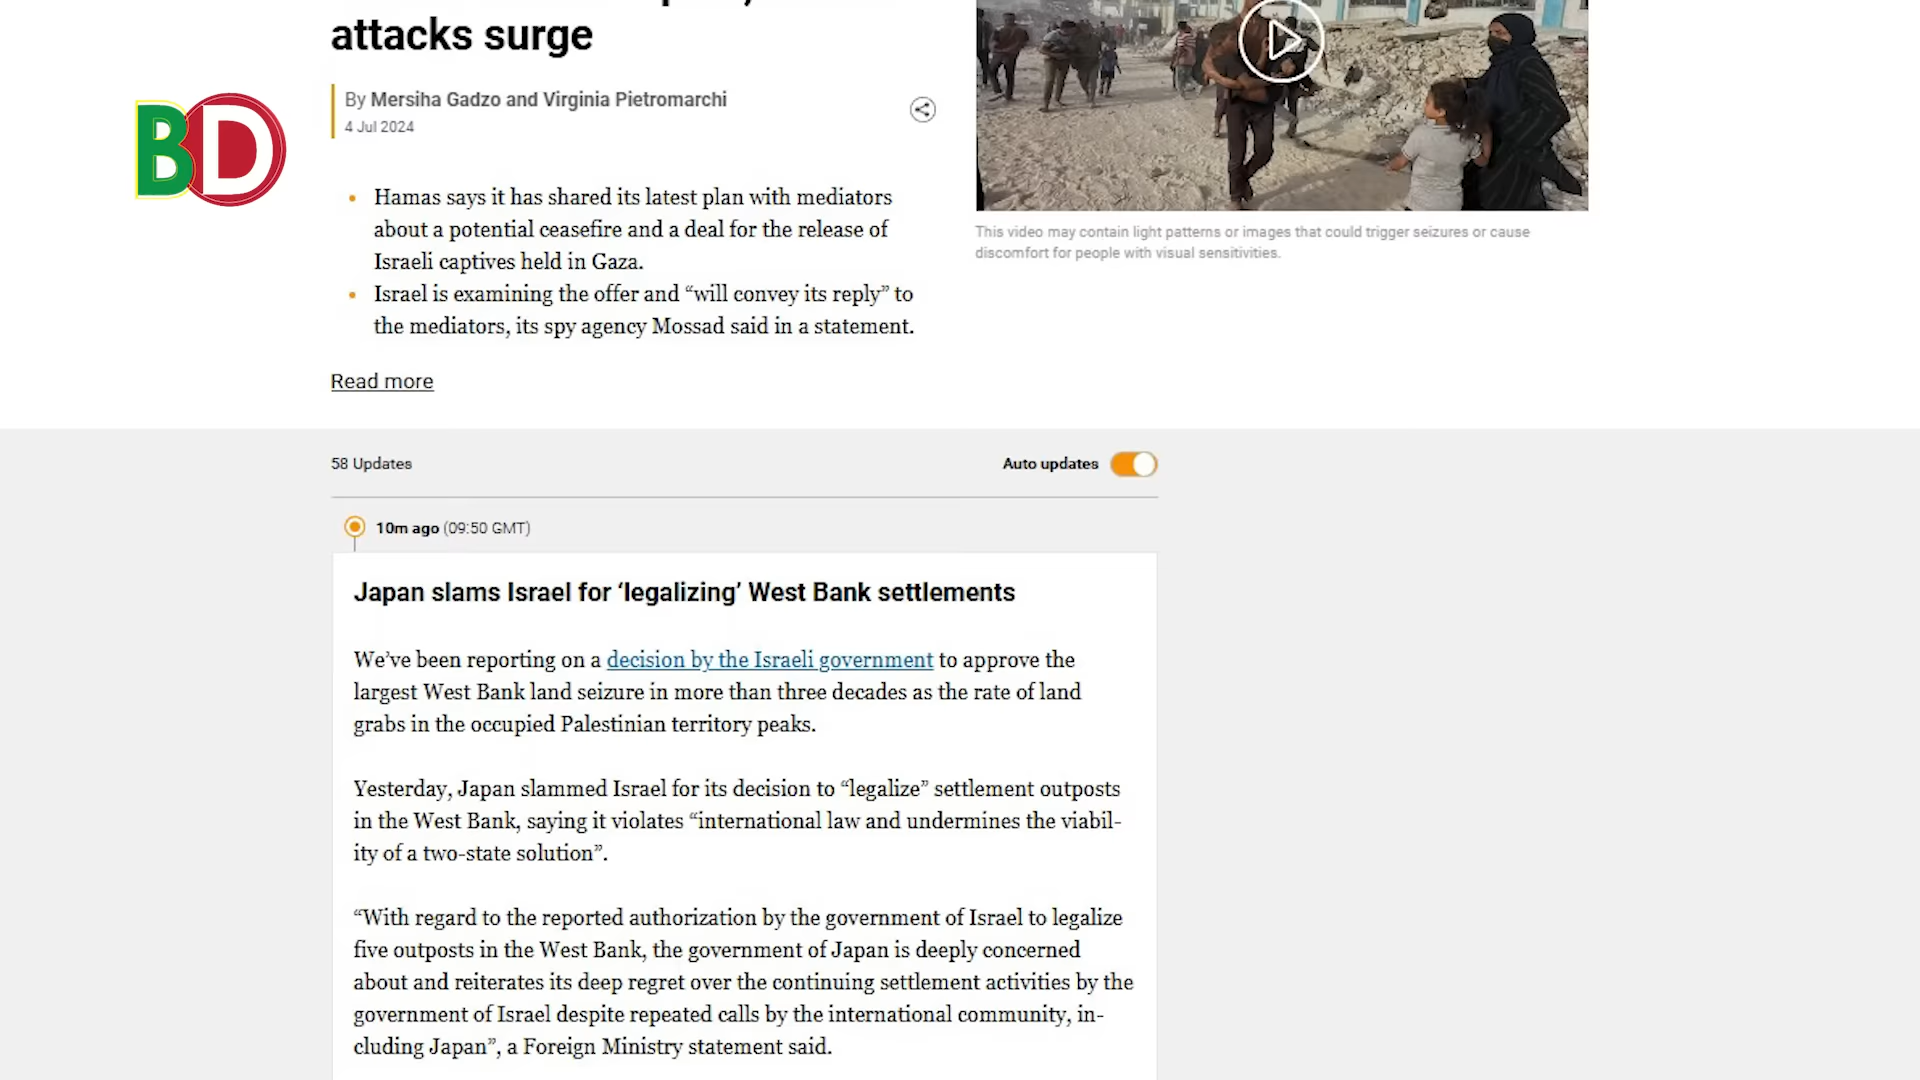 attacks surge
By Mersiha Gadzo and Virginia Pietromarchi
4 Jul 2024
BD
Hamas says it has shared its latest plan with mediators
about a potential ceasefire and a deal for the release of
Israeli captives held in Gaza.
Israel is examining the offer and “will convey its reply” to
the mediators, its spy agency Mossad said in a statement.
Read more
This video may contain light patterns or images that could trigger seizures or cause
discomfort for people with visual sensitivities.
58 Updates
Auto updates
10m ago (09:50 GMT)
Japan slams Israel for ‘legalizing’ West Bank settlements
We’ve been reporting on a decision by the Israeli government to approve the
largest West Bank land seizure in more than three decades as the rate of land
grabs in the occupied Palestinian territory peaks.
Yesterday, Japan slammed Israel for its decision to “legalize” settlement outposts
in the West Bank, saying it violates “international law and undermines the viabil-
ity of a two-state solution”.
“With regard to the reported authorization by the government of Israel to legalize
five outposts in the West Bank, the government of Japan is deeply concerned
about and reiterates its deep regret over the continuing settlement activities by the
government of Israel despite repeated calls by the international community, in-
cluding Japan”, a Foreign Ministry statement said.